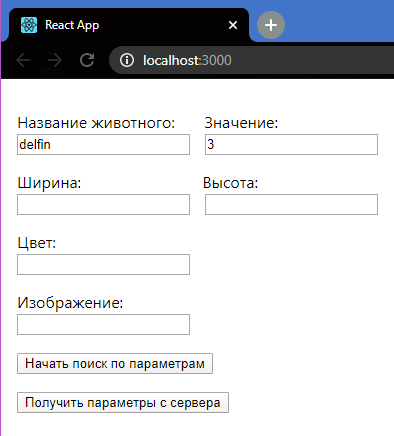 React App
localhost:3000
Название животного: Значение:
delfin 3
Ширина: Высота:
Цвет:
Изображение:
Начать поиск по параметрам
Получить параметры с сервера